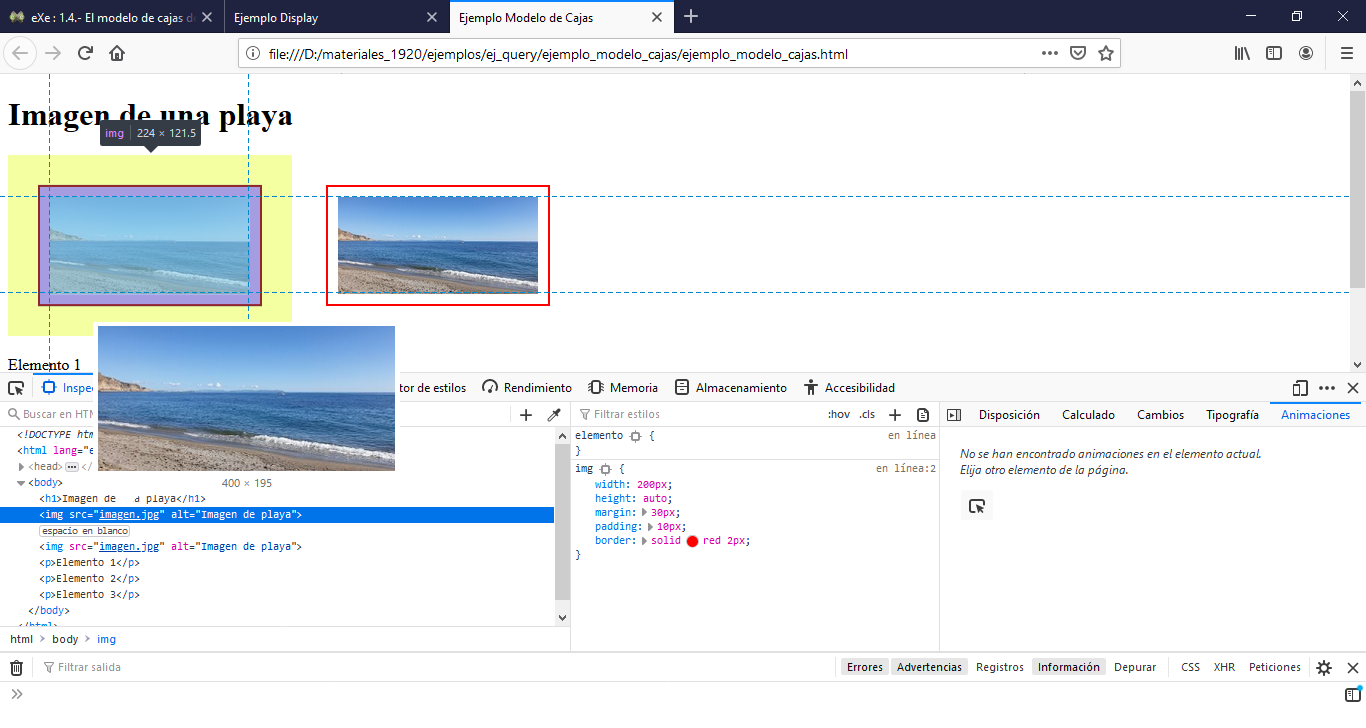 eXe : 1.4.- El modelo de cajas d
Ejemplo Display
Ejemplo Modelo de Cajas
file:///D:/materiales_1920/ejemplos/ej_query/ejemplo_modelo_cajas/ejemplo_modelo_cajas.html
Imagen de una playa
img 224 × 121.5
Elemento 1
Inspec
tor de estilos
Rendimiento
Memoria
Almacenamiento
Accesibilidad
Buscar en HTM
<!DOCTYPE htm
<html lang="e
<head> ••• </
<body>
400 × 195
<h1>Imagen de a playa</h1>
<img src="imagen.jpg" alt="Imagen de playa">
espacio en blanco
<img src="imagen.jpg" alt="Imagen de playa">
<p>Elemento 1</p>
<p>Elemento 2</p>
<p>Elemento 3</p>
</body>
</html>
html > body > img
Filtrar estilos
:hov .cls
elemento {
en línea
}
img {
en línea:2
width: 200px;
height: auto;
margin: 30px;
padding: 10px;
border: solid red 2px;
}
Disposición
Calculado
Cambios
Tipografía
Animaciones
No se han encontrado animaciones en el elemento actual.
Elija otro elemento de la página.
Filtrar salida
Errores
Advertencias
Registros
Información
Depurar
CSS
XHR
Peticiones